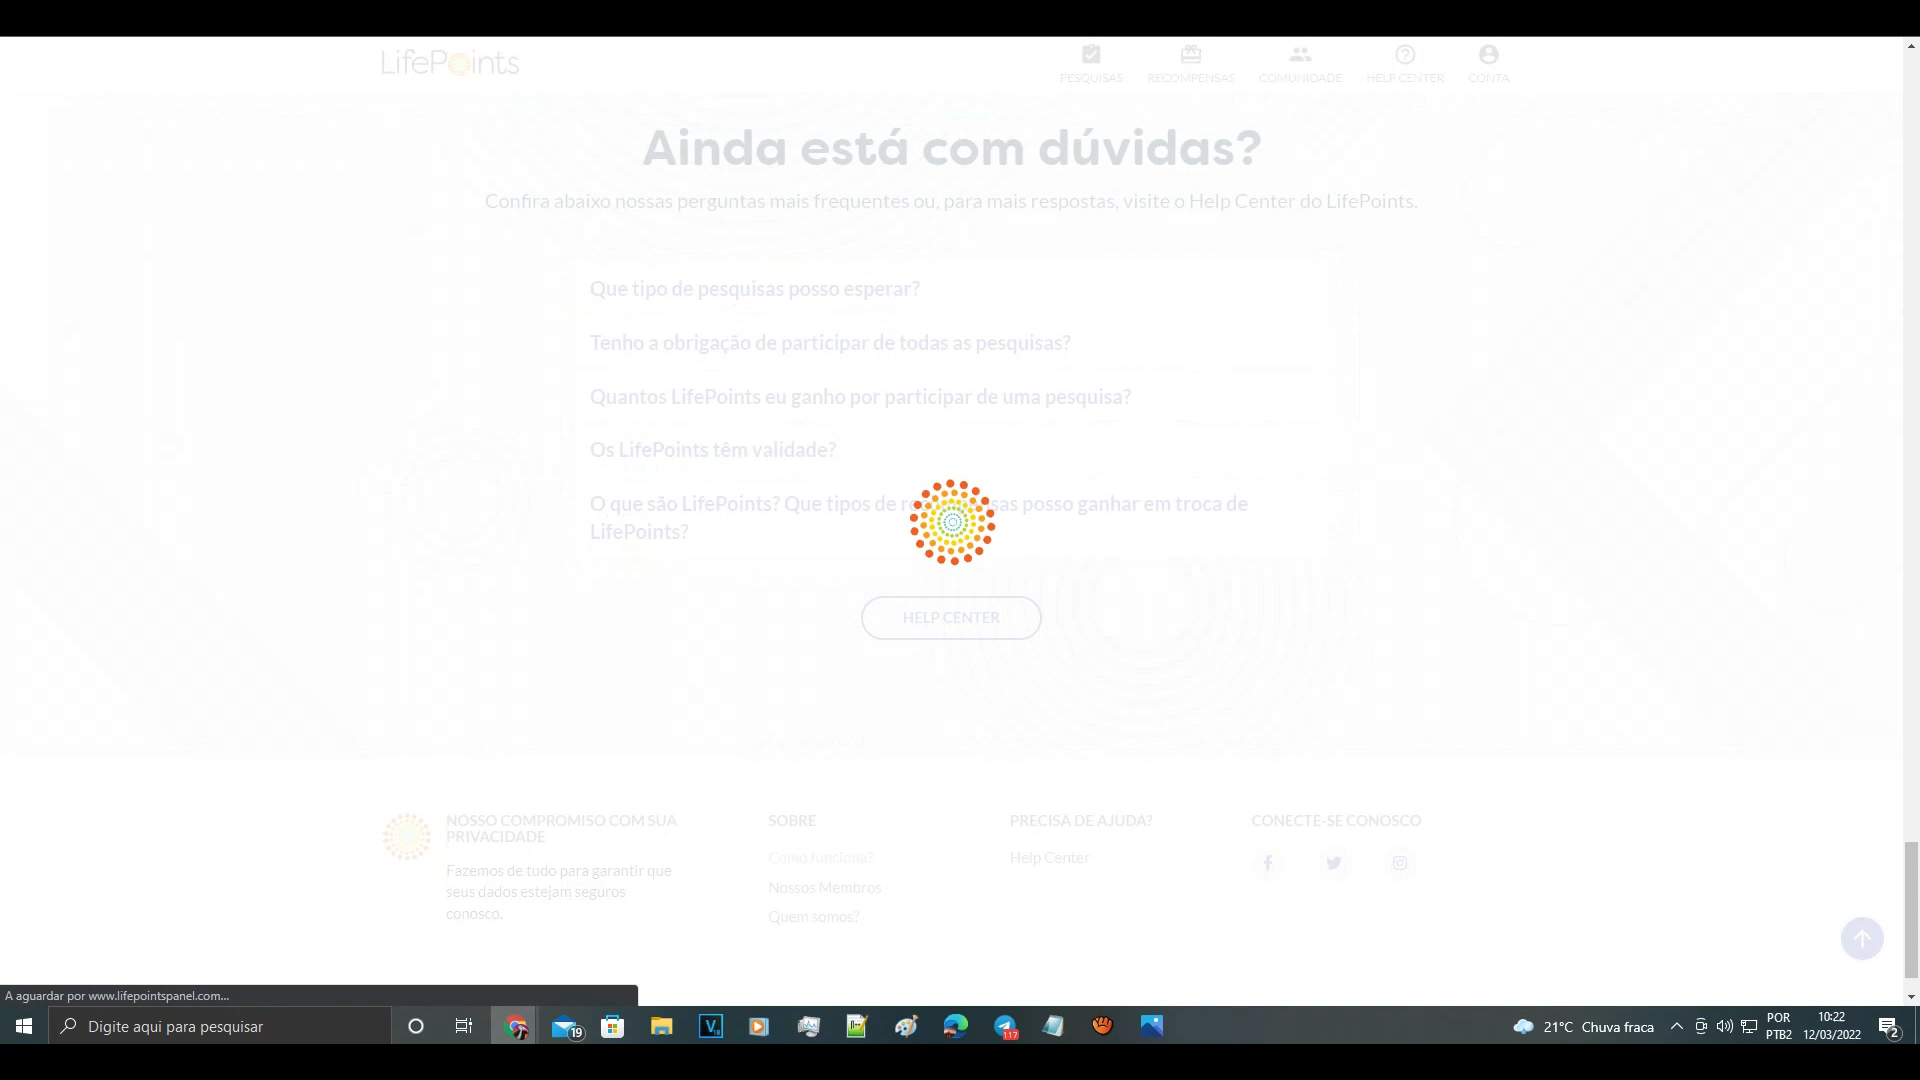 LifePoints
PESQUISAS
RECOMPENSAS
COMUNIDADE
HELP CENTER
CONTA
Ainda está com dúvidas?
Confira abaixo nossas perguntas mais frequentes ou, para mais respostas, visite o Help Center do LifePoints.
Que tipo de pesquisas posso esperar?
Tenho a obrigação de participar de todas as pesquisas?
Quantos LifePoints eu ganho por participar de uma pesquisa?
Os LifePoints têm validade?
O que são LifePoints? Que tipos de posso ganhar em troca de
LifePoints?
HELP CENTER
NOSSO COMPROMISO COM SUA
PRIVACIDADE
Fazemos de tudo para garantir que
seus dados estejam seguros
conosco.
SOBRE
Como funciona?
Nossos Membros
Quem somos?
PRECISA DE AJUDA?
Help Center
CONECTE-SE CONOSCO
A aguardar por www.lifepointspanel.com...
Digite aqui para pesquisar
19
117
21°C Chuva fraca
POR
PTB2
10:22
12/03/2022
2